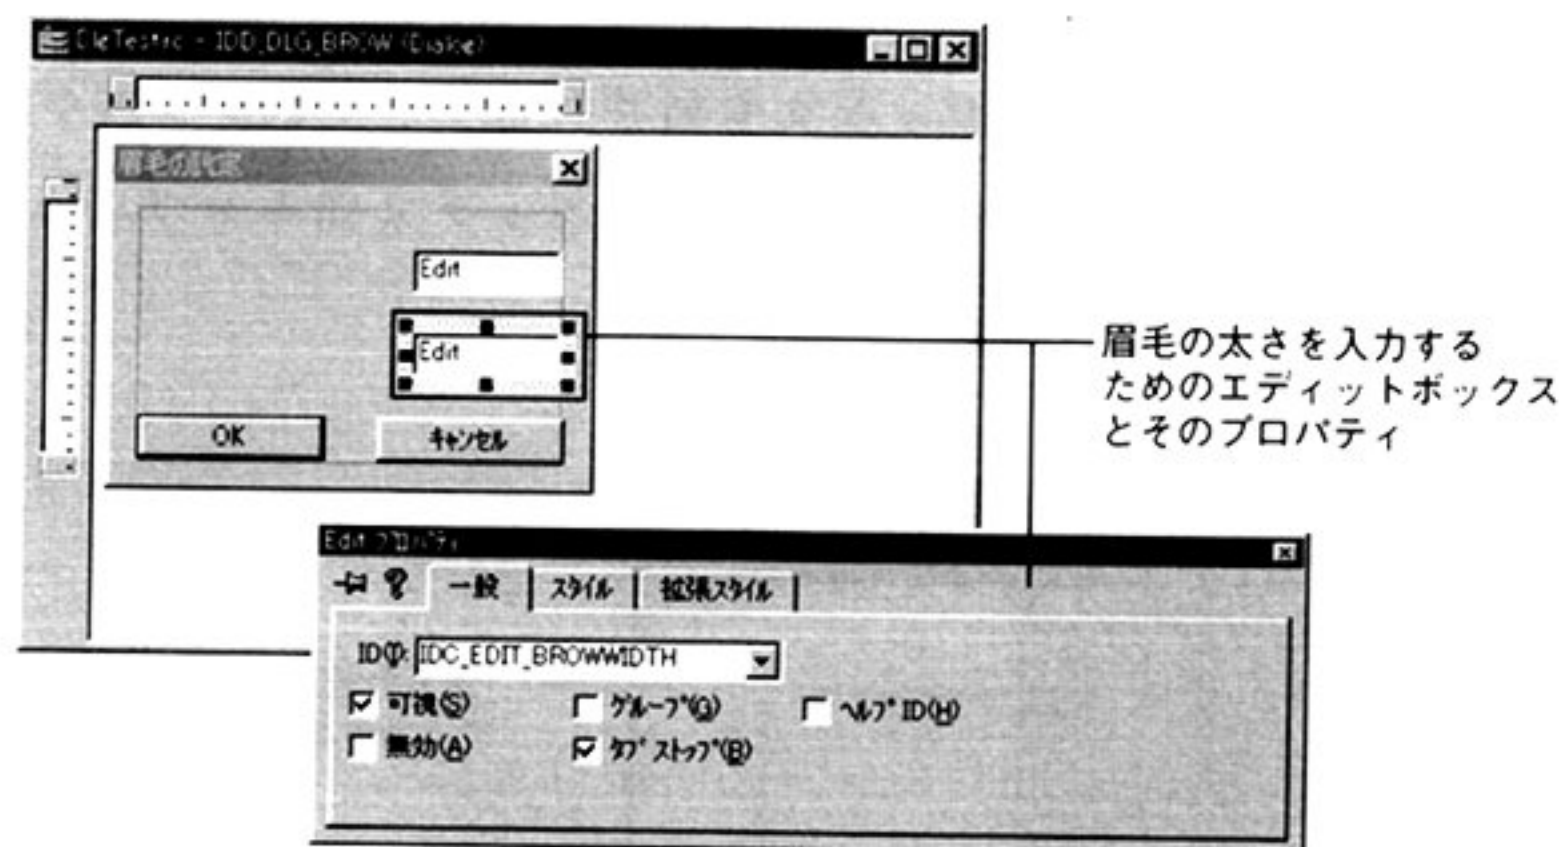 IDD_DLG_BROW (Dialog)
眉毛の
Edit
Edit
OK
キャンセル
眉毛の太さを入力する
ためのエディットボックス
とそのプロパティ
Edit プロパティ
一般 スタイル 拡張スタイル
ID(I): IDC_EDIT_BROWWIDTH
可視(S) グループ(G) ヘルプ ID(H)
無効(A) タブ ストップ(B)